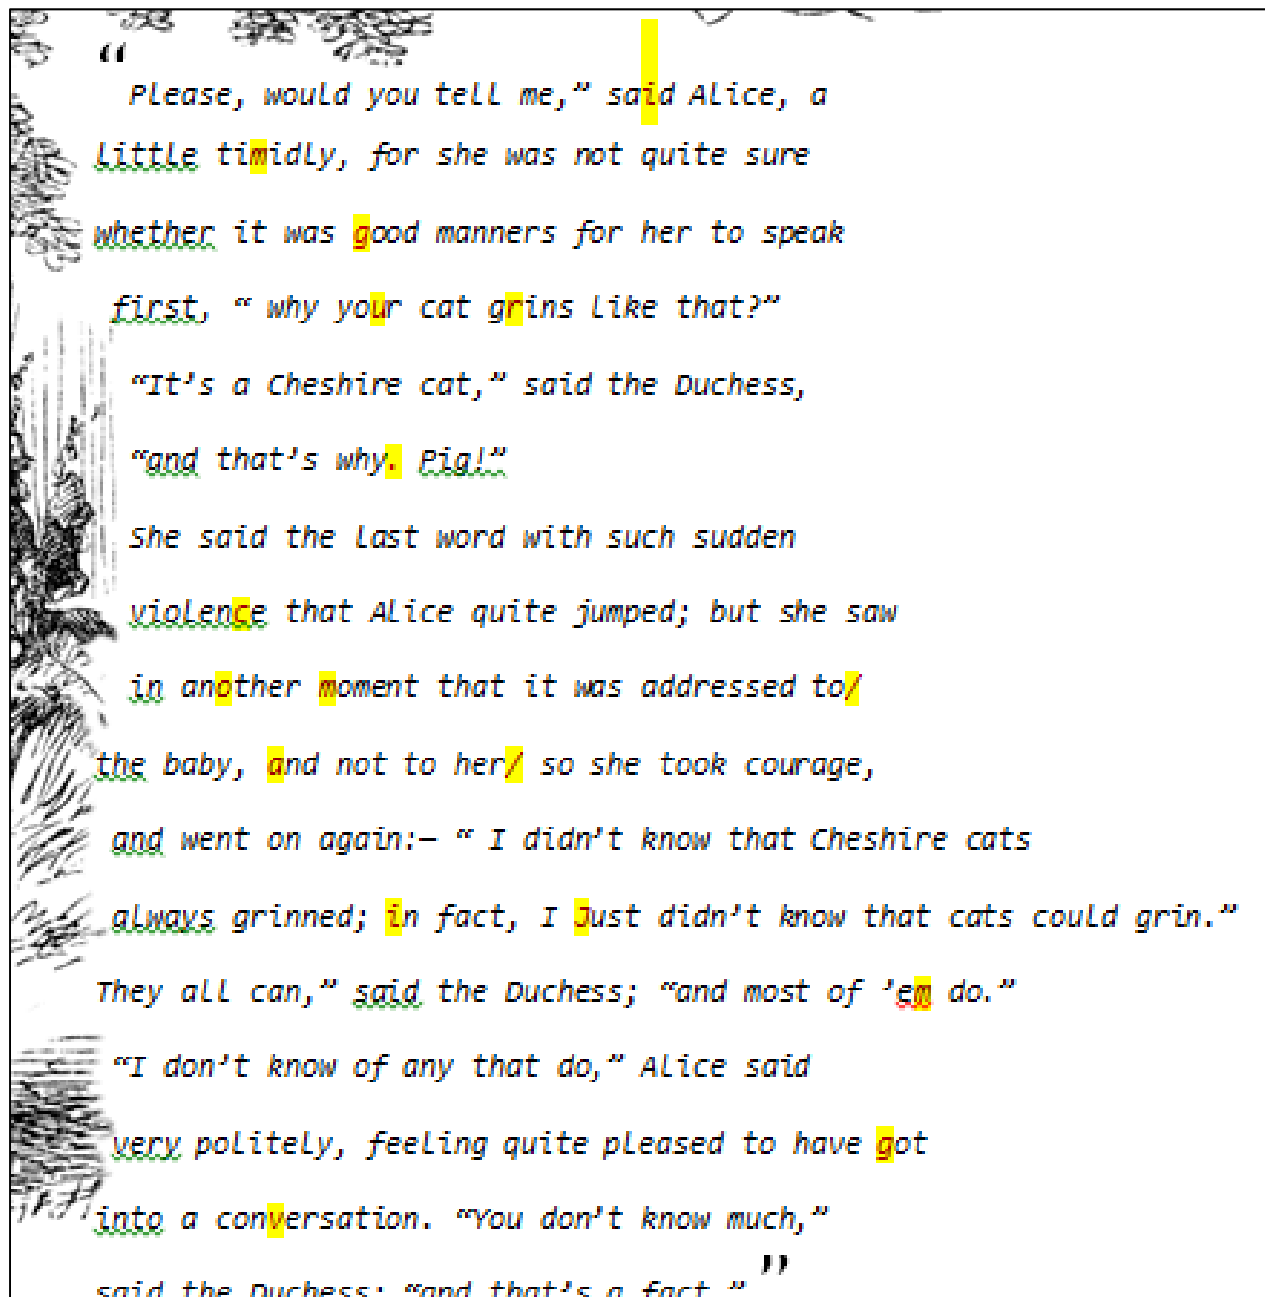 “
Please, would you tell me,” said Alice, a
little timidly, for she was not quite sure
whether it was good manners for her to speak
first, “ why your cat grins like that?”
“It’s a Cheshire cat,” said the Duchess,
“and that’s why. Pig!”
She said the last word with such sudden
violence that Alice quite jumped; but she saw
in another moment that it was addressed to/
the baby, and not to her/ so she took courage,
and went on again:— “ I didn’t know that Cheshire cats
always grinned; in fact, I Just didn’t know that cats could grin.”
They all can,” said the Duchess; “and most of ’em do.”
“I don’t know of any that do,” Alice said
very politely, feeling quite pleased to have got
into a conversation. “You don’t know much,”
said the Duchess; “and that’s a fact.”
”